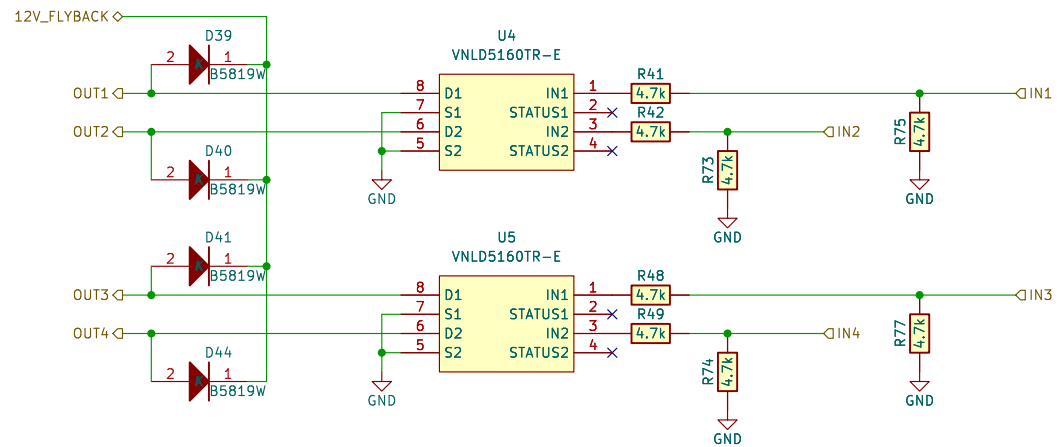 12V_FLYBACK
D39
2 1
B5819W
OUT1
OUT2
D40
2 1
B5819W
U4
VNLD5160TR-E
8 D1 IN1 1
7 S1 STATUS1 2
6 D2 IN2 3
5 S2 STATUS2 4
GND
R41
4.7k
R42
4.7k
IN1
IN2
R73
4.7k
GND
R75
4.7k
GND
D41
2 1
B5819W
OUT3
OUT4
D44
2 1
B5819W
U5
VNLD5160TR-E
8 D1 IN1 1
7 S1 STATUS1 2
6 D2 IN2 3
5 S2 STATUS2 4
GND
R48
4.7k
R49
4.7k
IN3
IN4
R74
4.7k
GND
R77
4.7k
GND